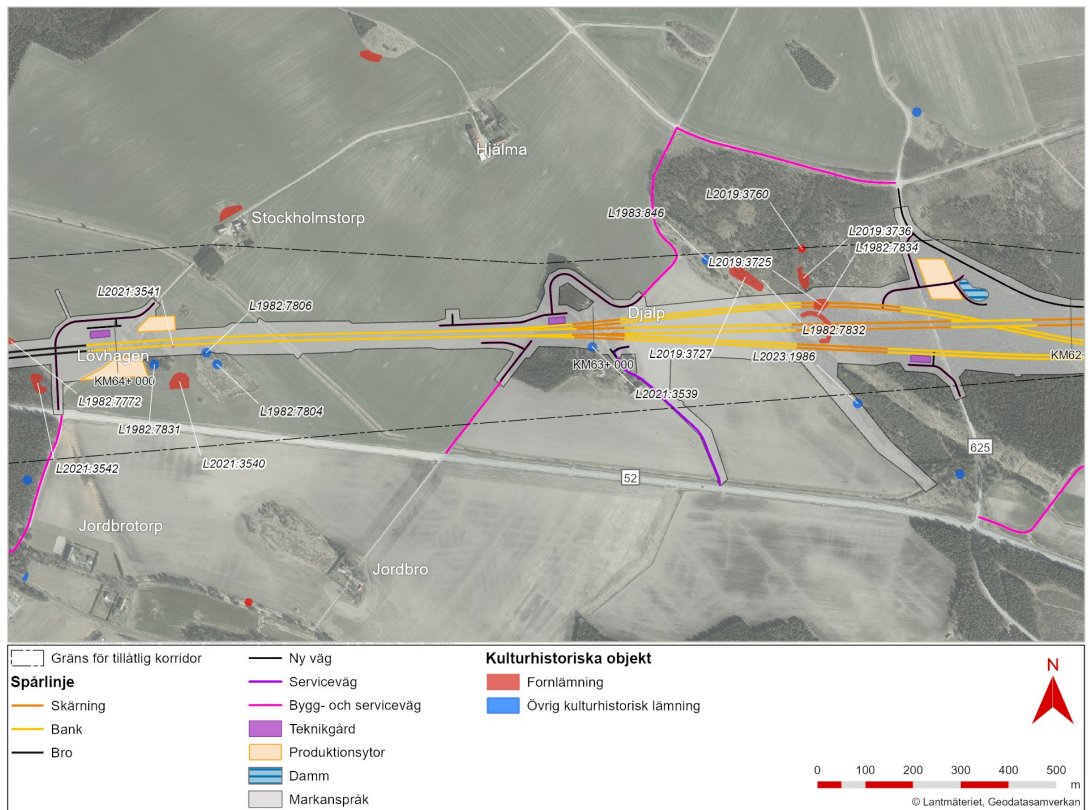 Hjälma
L2019:3760
L1983:846
Stockholmstorp
L2019:3736
L1982:7834
L2019:3725
L2021:3541
L1982:7806
Djälp
L1982:7832
Lövhagen
L2019:3727
L2023:1986
KM62
KM64+000
KM63+000
L2021:3539
L1982:7772
L1982:7804
L1982:7831
L2021:3542
L2021:3540
625
52
Jordbrotorp
Jordbro
Gräns för tillåtlig korridor
Spårlinje
Skärning
Bank
Bro
Ny väg
Serviceväg
Bygg- och serviceväg
Teknikgård
Produktionsytor
Damm
Markanspråk
Kulturhistoriska objekt
Fornlämning
Övrig kulturhistorisk lämning
N
0 100 200 300 400 500
m
© Lantmäteriet, Geodatasamverkan